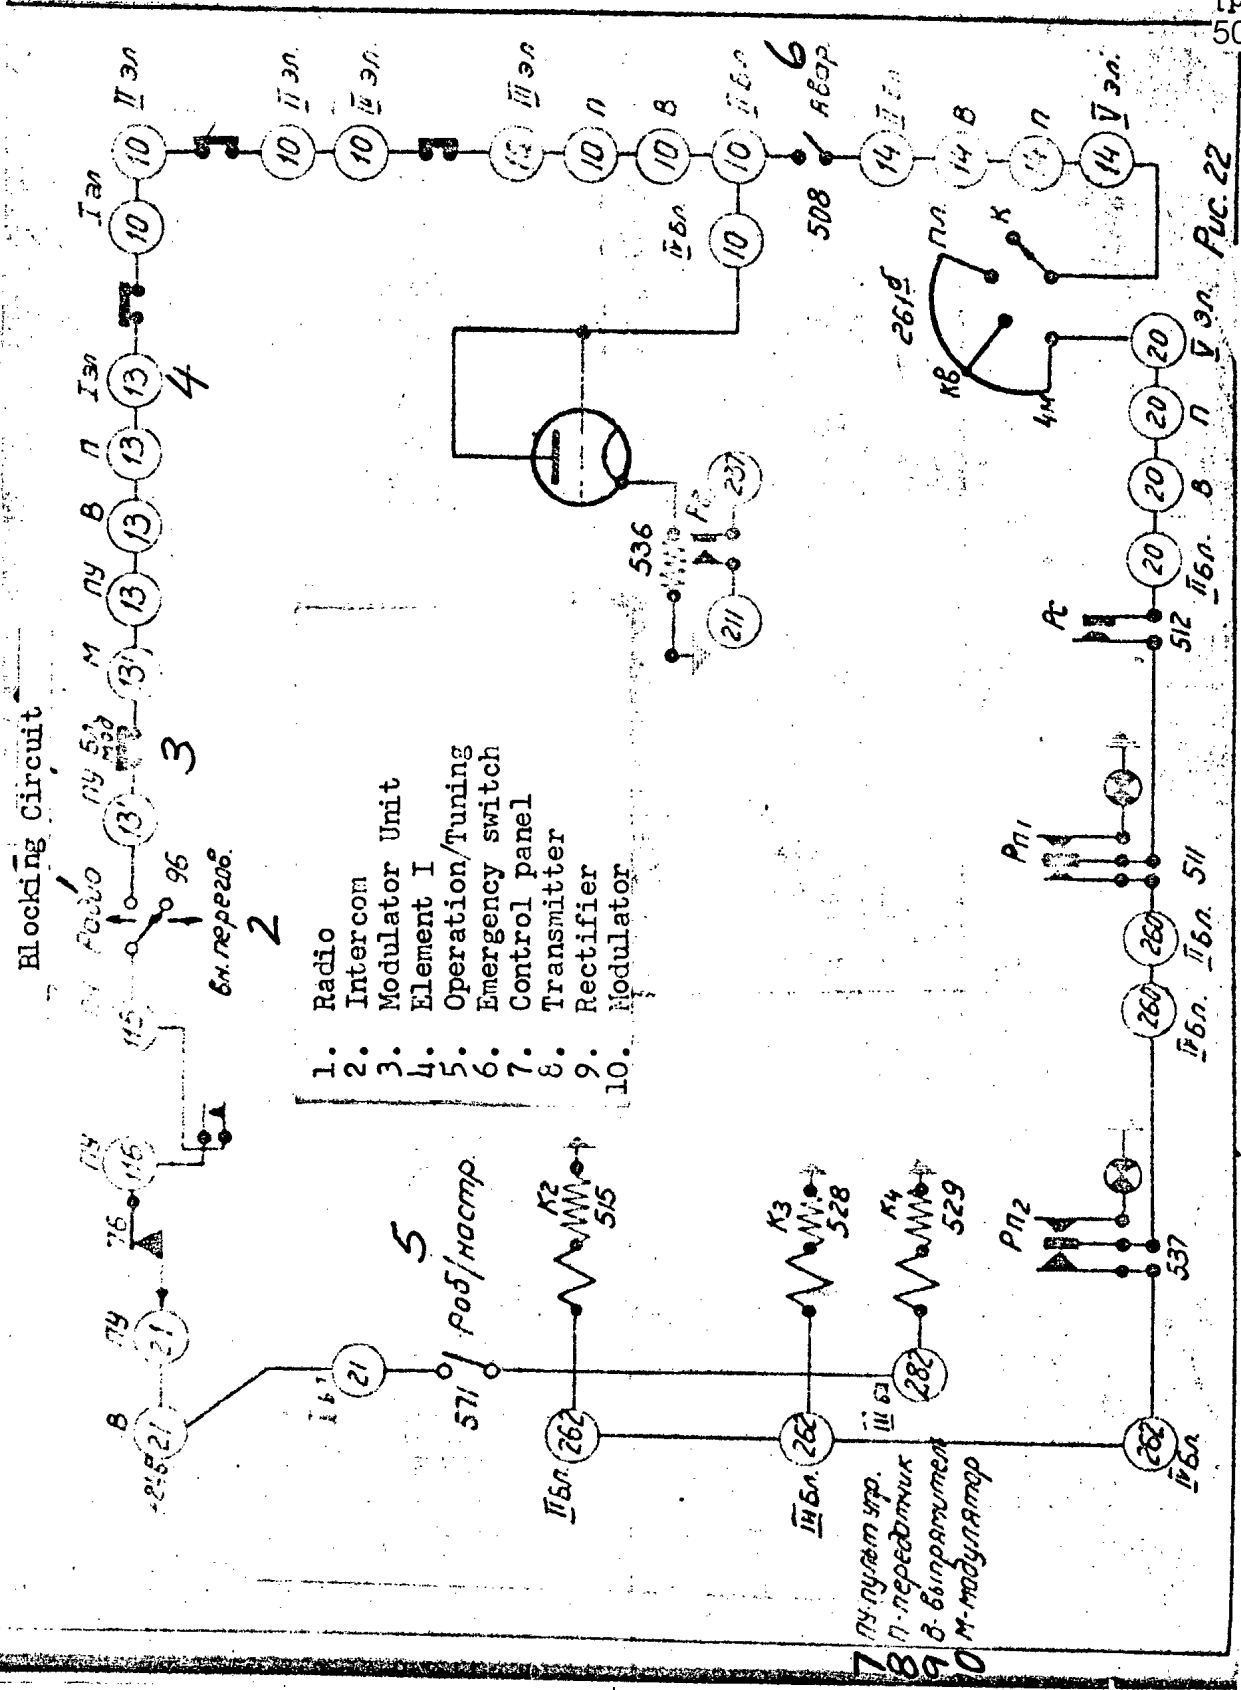 50
Blocking Circuit
В
ПУ
76
ПУ
Радио
ПУ
Бл
М
ПУ
В
П
I эл
I эл
II эл
+24В
21
21
116
115
13
13
13
13
13
13
10
10
96
вн. перегов.
2
3
4
II эл.
10
III эл.
10
III эл
П
10
В
10
II бл
10
IV бл.
10
6
Авар.
508
14
В
14
П
V эл.
14
21
571
Раб/настр.
5
1. Radio
2. Intercom
3. Modulator Unit
4. Element I
5. Operation/Tuning
6. Emergency switch
7. Control panel
8. Transmitter
9. Rectifier
10. Modulator
536
237
211
261б
ПЛ.
К
КВ
ЧМ
II бл.
262
К2
515
III бл.
262
К3
528
III бл
282
К4
529
IV бл.
262
Рп2
537
IV бл.
260
II бл.
260
Рп1
511
Рс
512
II бл.
20
В
20
П
20
V эл.
20
7 ПУ-пульт упр.
8 П-передатчик
9 В-выпрямитель
10 М-модулятор
Рис. 22